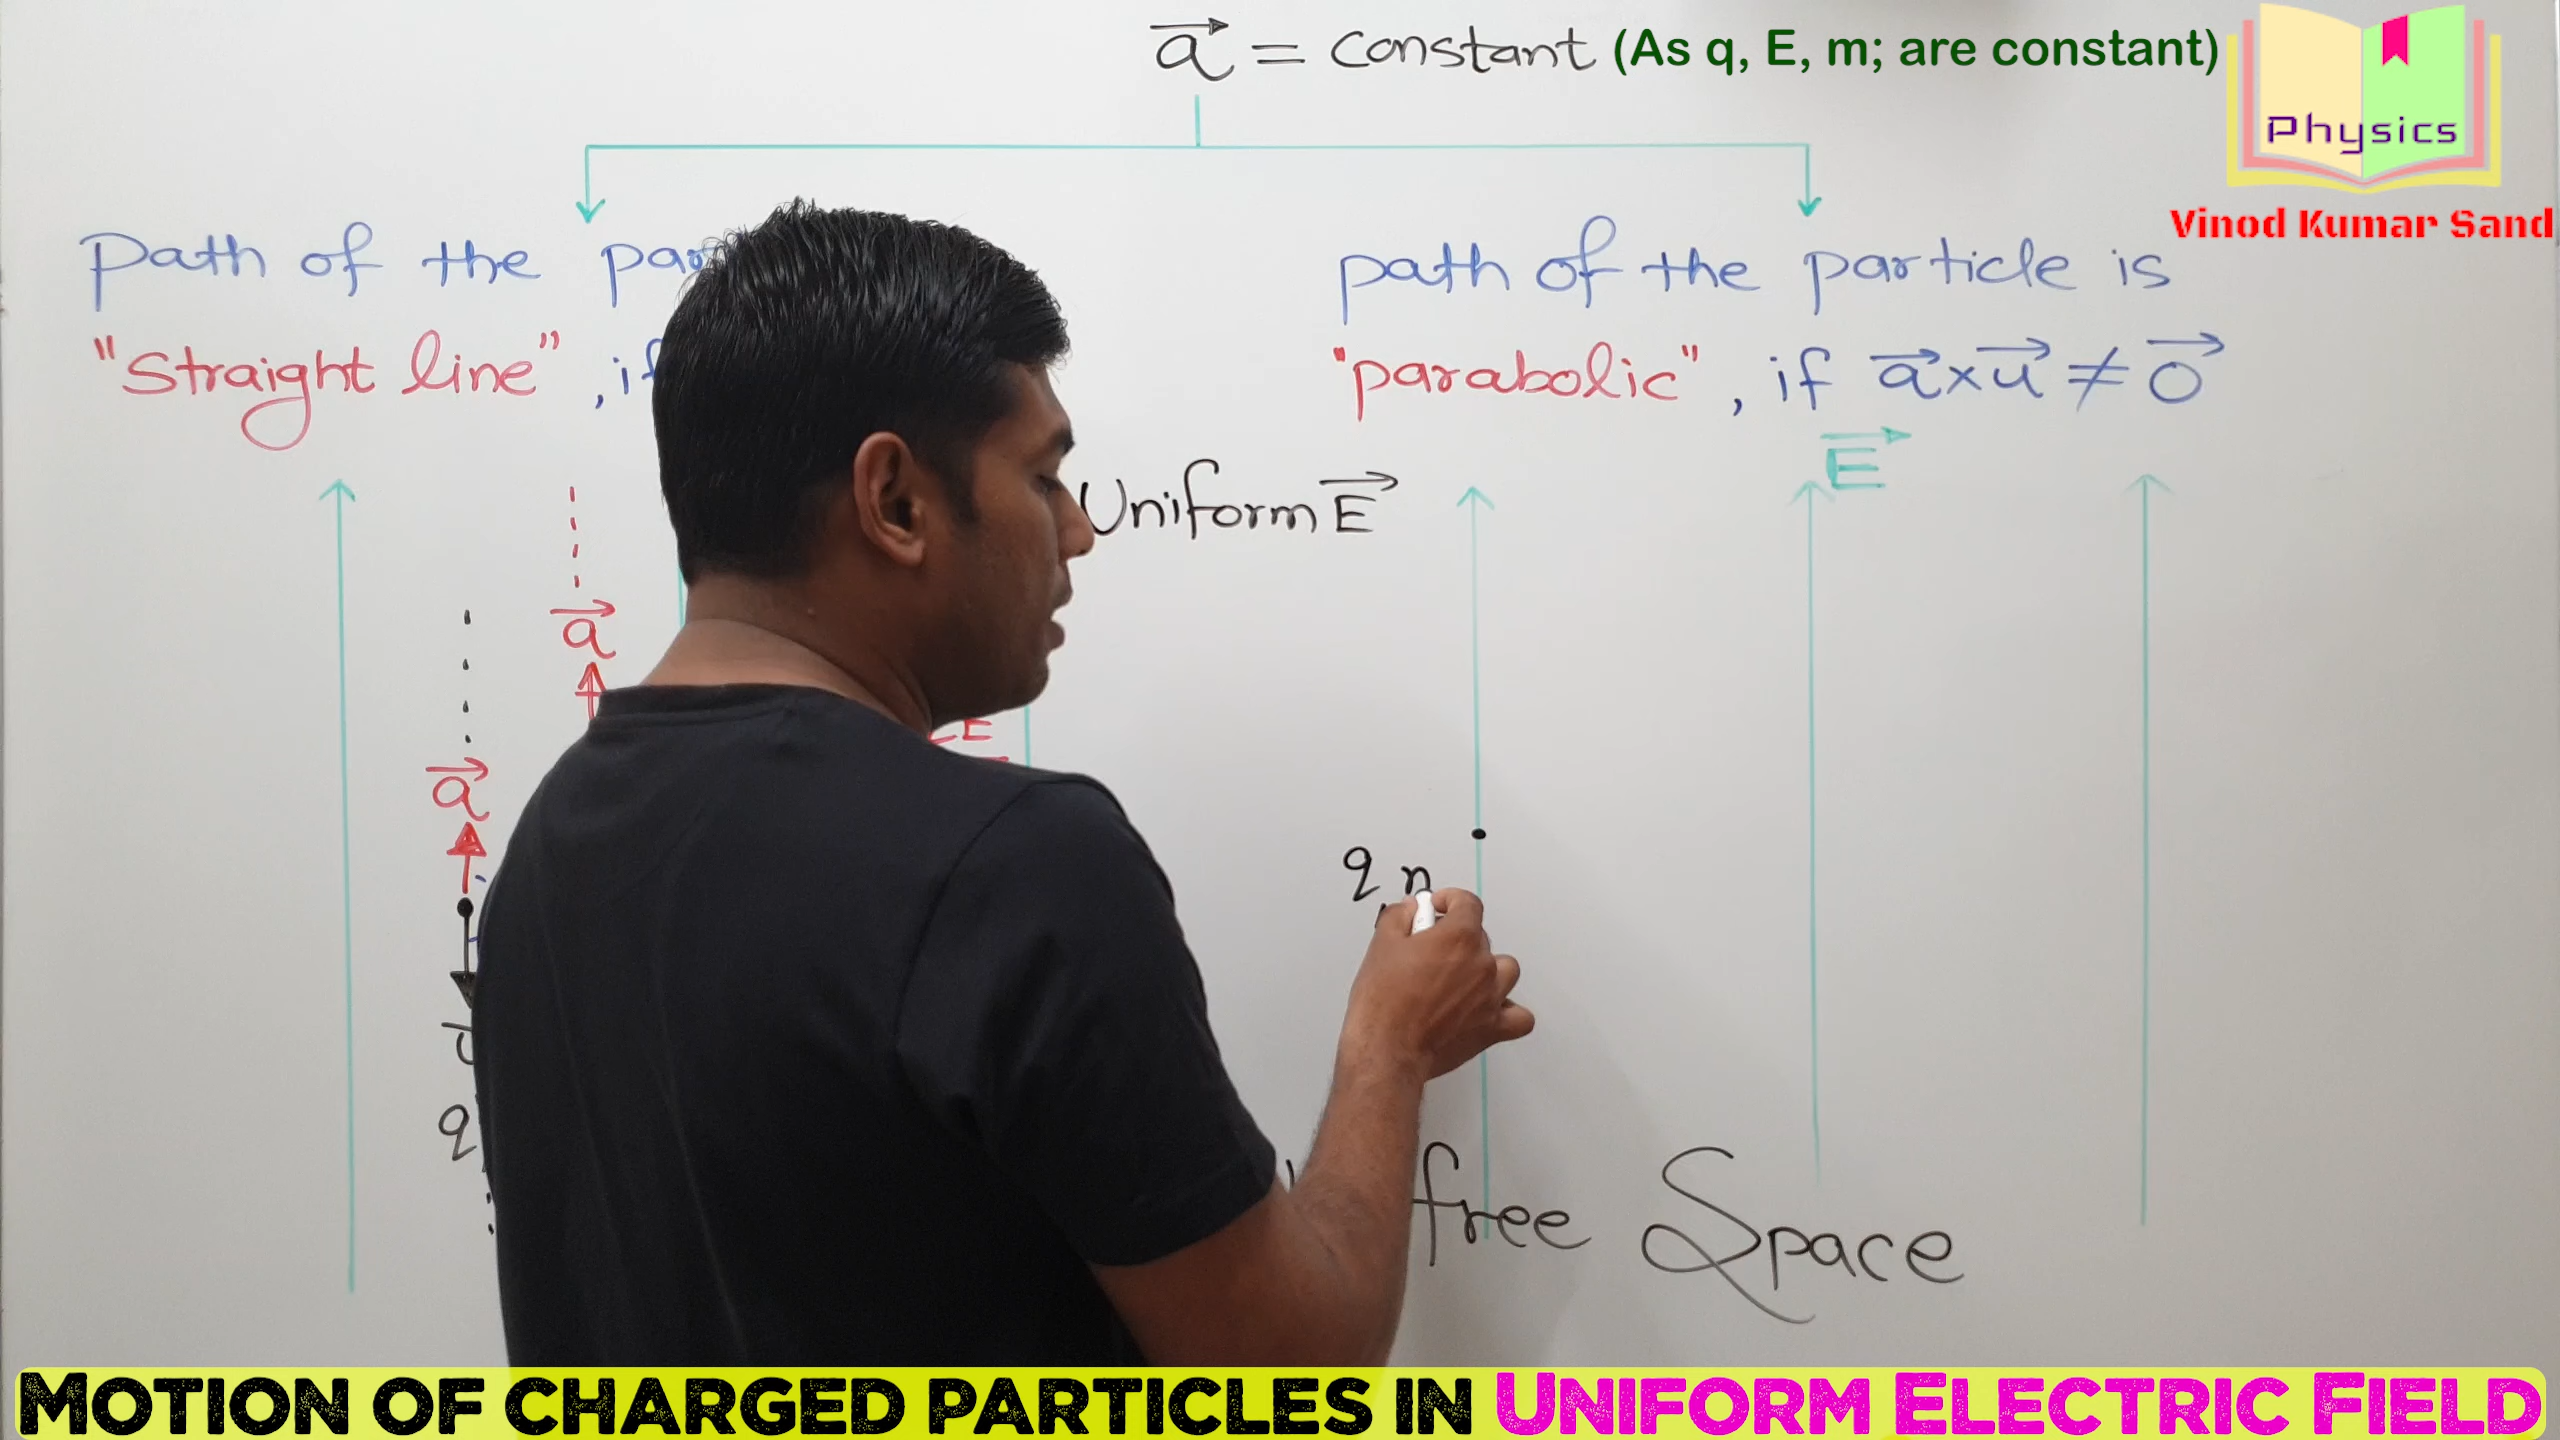 a = constant (As q, E, m; are constant)
Physics
Vinod Kumar Sand
Path of the par
"Straight line", if
path of the particle is
"parabolic", if a×u ≠ 0
E
Uniform E
a
a
E
q
q
free Space
MOTION OF CHARGED PARTICLES IN UNIFORM ELECTRIC FIELD